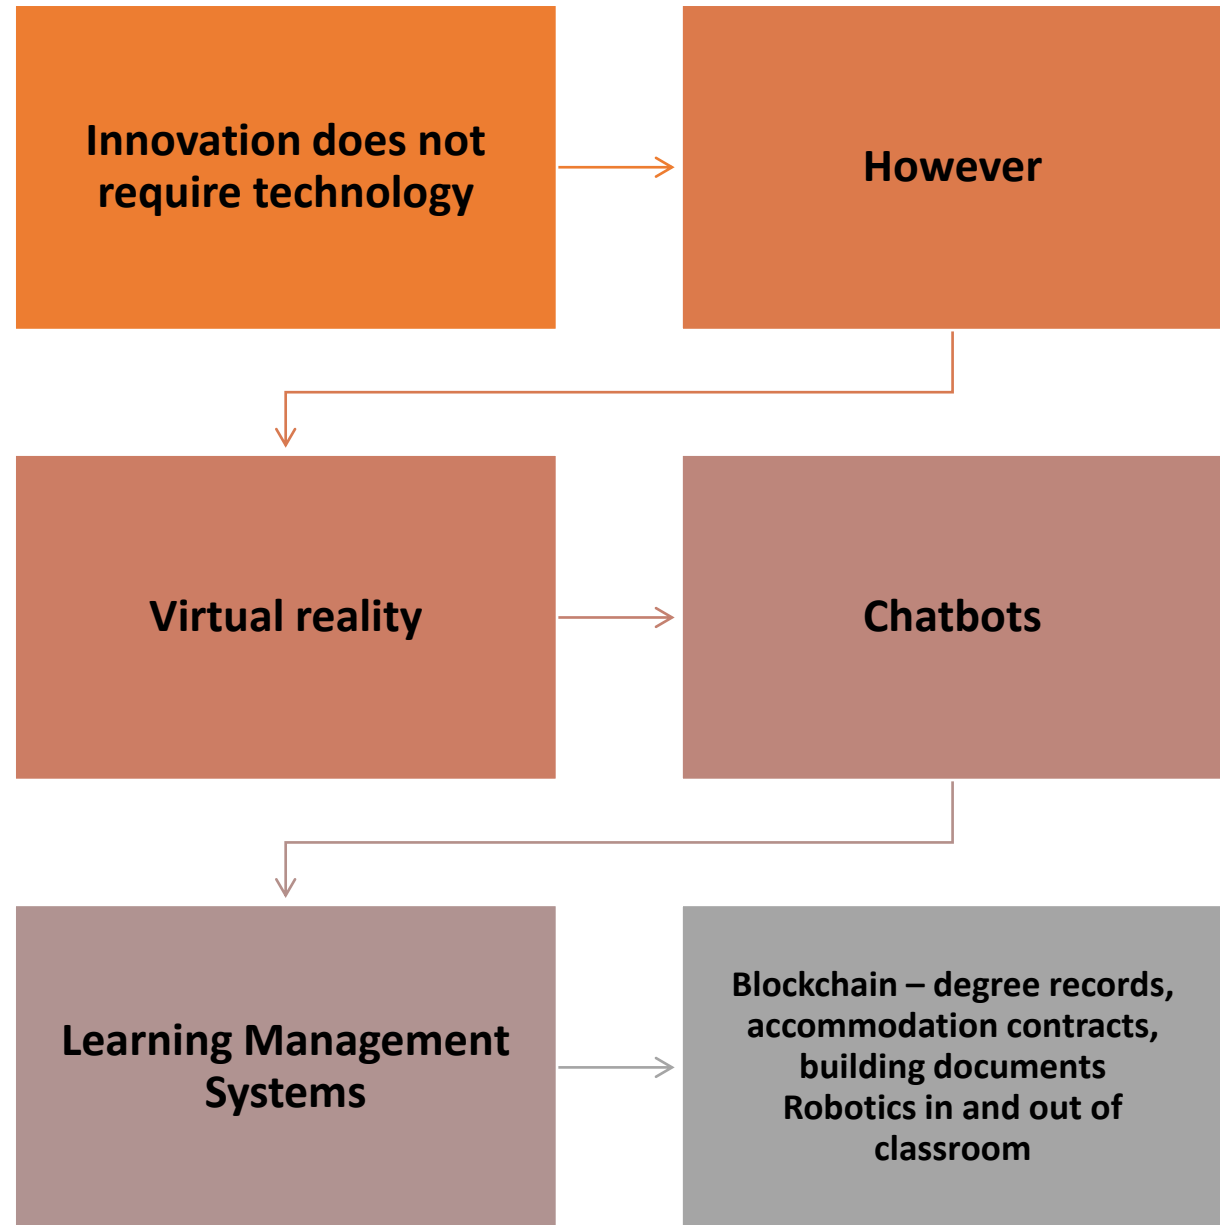 Innovation does not
require technology
However
Virtual reality
Chatbots
Learning Management
Systems
Blockchain – degree records,
accommodation contracts,
building documents
Robotics in and out of
classroom